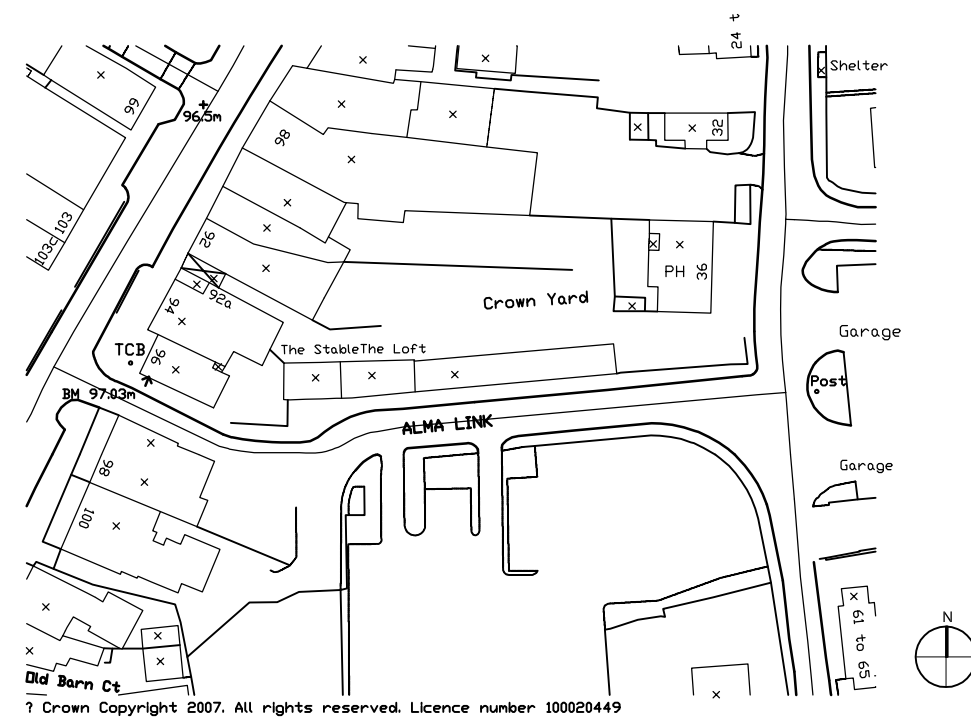 24 t
Shelter
99
96.5m
32
98
103
103c
92
PH
36
92a
Crown Yard
94
Garage
TCB
The StableThe Loft
96
Post
BM 97.03m
ALMA LINK
98
Garage
100
61 to 65
N
Old Barn Ct
? Crown Copyright 2007. All rights reserved. Licence number 100020449